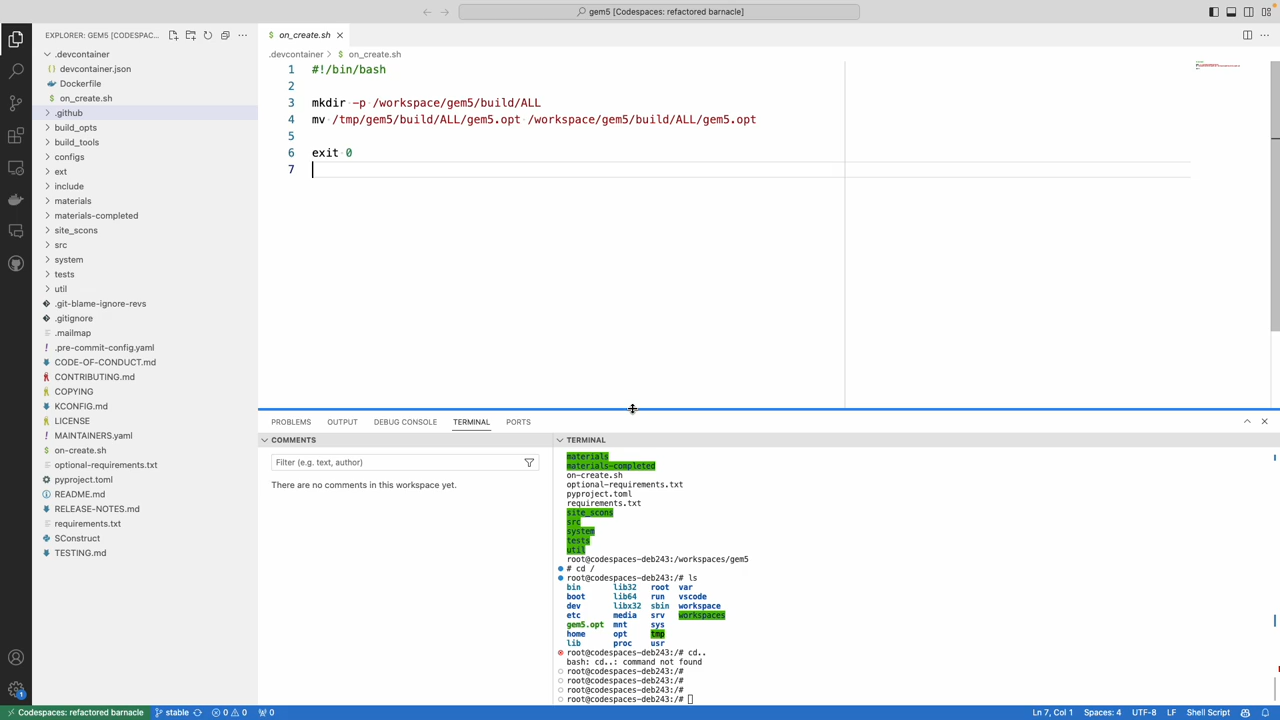 gem5 [Codespaces: refactored barnacle]
EXPLORER: GEM5 [CODESPAC...
.devcontainer
devcontainer.json
Dockerfile
on_create.sh
.github
build_opts
build_tools
configs
ext
include
materials
materials-completed
site_scons
src
system
tests
util
.git-blame-ignore-revs
.gitignore
.mailmap
.pre-commit-config.yaml
CODE-OF-CONDUCT.md
CONTRIBUTING.md
COPYING
KCONFIG.md
LICENSE
MAINTAINERS.yaml
on-create.sh
optional-requirements.txt
pyproject.toml
README.md
RELEASE-NOTES.md
requirements.txt
SConstruct
TESTING.md
on_create.sh
.devcontainer > on_create.sh
1 #!/bin/bash
2
3 mkdir -p /workspace/gem5/build/ALL
4 mv /tmp/gem5/build/ALL/gem5.opt /workspace/gem5/build/ALL/gem5.opt
5
6 exit 0
7
PROBLEMS OUTPUT DEBUG CONSOLE TERMINAL PORTS
COMMENTS
Filter (e.g. text, author)
There are no comments in this workspace yet.
TERMINAL
materials
materials-completed
on-create.sh
optional-requirements.txt
pyproject.toml
requirements.txt
site_scons
src
system
tests
util
root@codespaces-deb243:/workspaces/gem5
# cd /
root@codespaces-deb243:/# ls
bin lib32 root var
boot lib64 run vscode
dev libx32 sbin workspace
etc media srv workspaces
gem5.opt mnt sys
home opt tmp
lib proc usr
root@codespaces-deb243:/# cd..
bash: cd..: command not found
root@codespaces-deb243:/#
root@codespaces-deb243:/#
root@codespaces-deb243:/#
root@codespaces-deb243:/#
Codespaces: refactored barnacle stable 0 0 0 Ln 7, Col 1 Spaces: 4 UTF-8 LF Shell Script